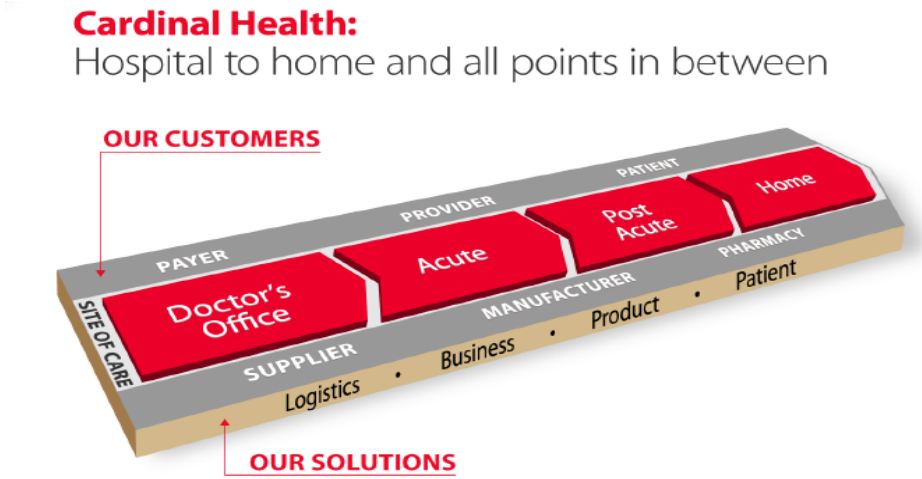 Cardinal Health:
Hospital to home and all points in between
OUR CUSTOMERS
PAYER
PROVIDER
PATIENT
SITE OF CARE
Doctor's
Office
Acute
Post
Acute
Home
SUPPLIER
MANUFACTURER
PHARMACY
Logistics • Business • Product • Patient
OUR SOLUTIONS